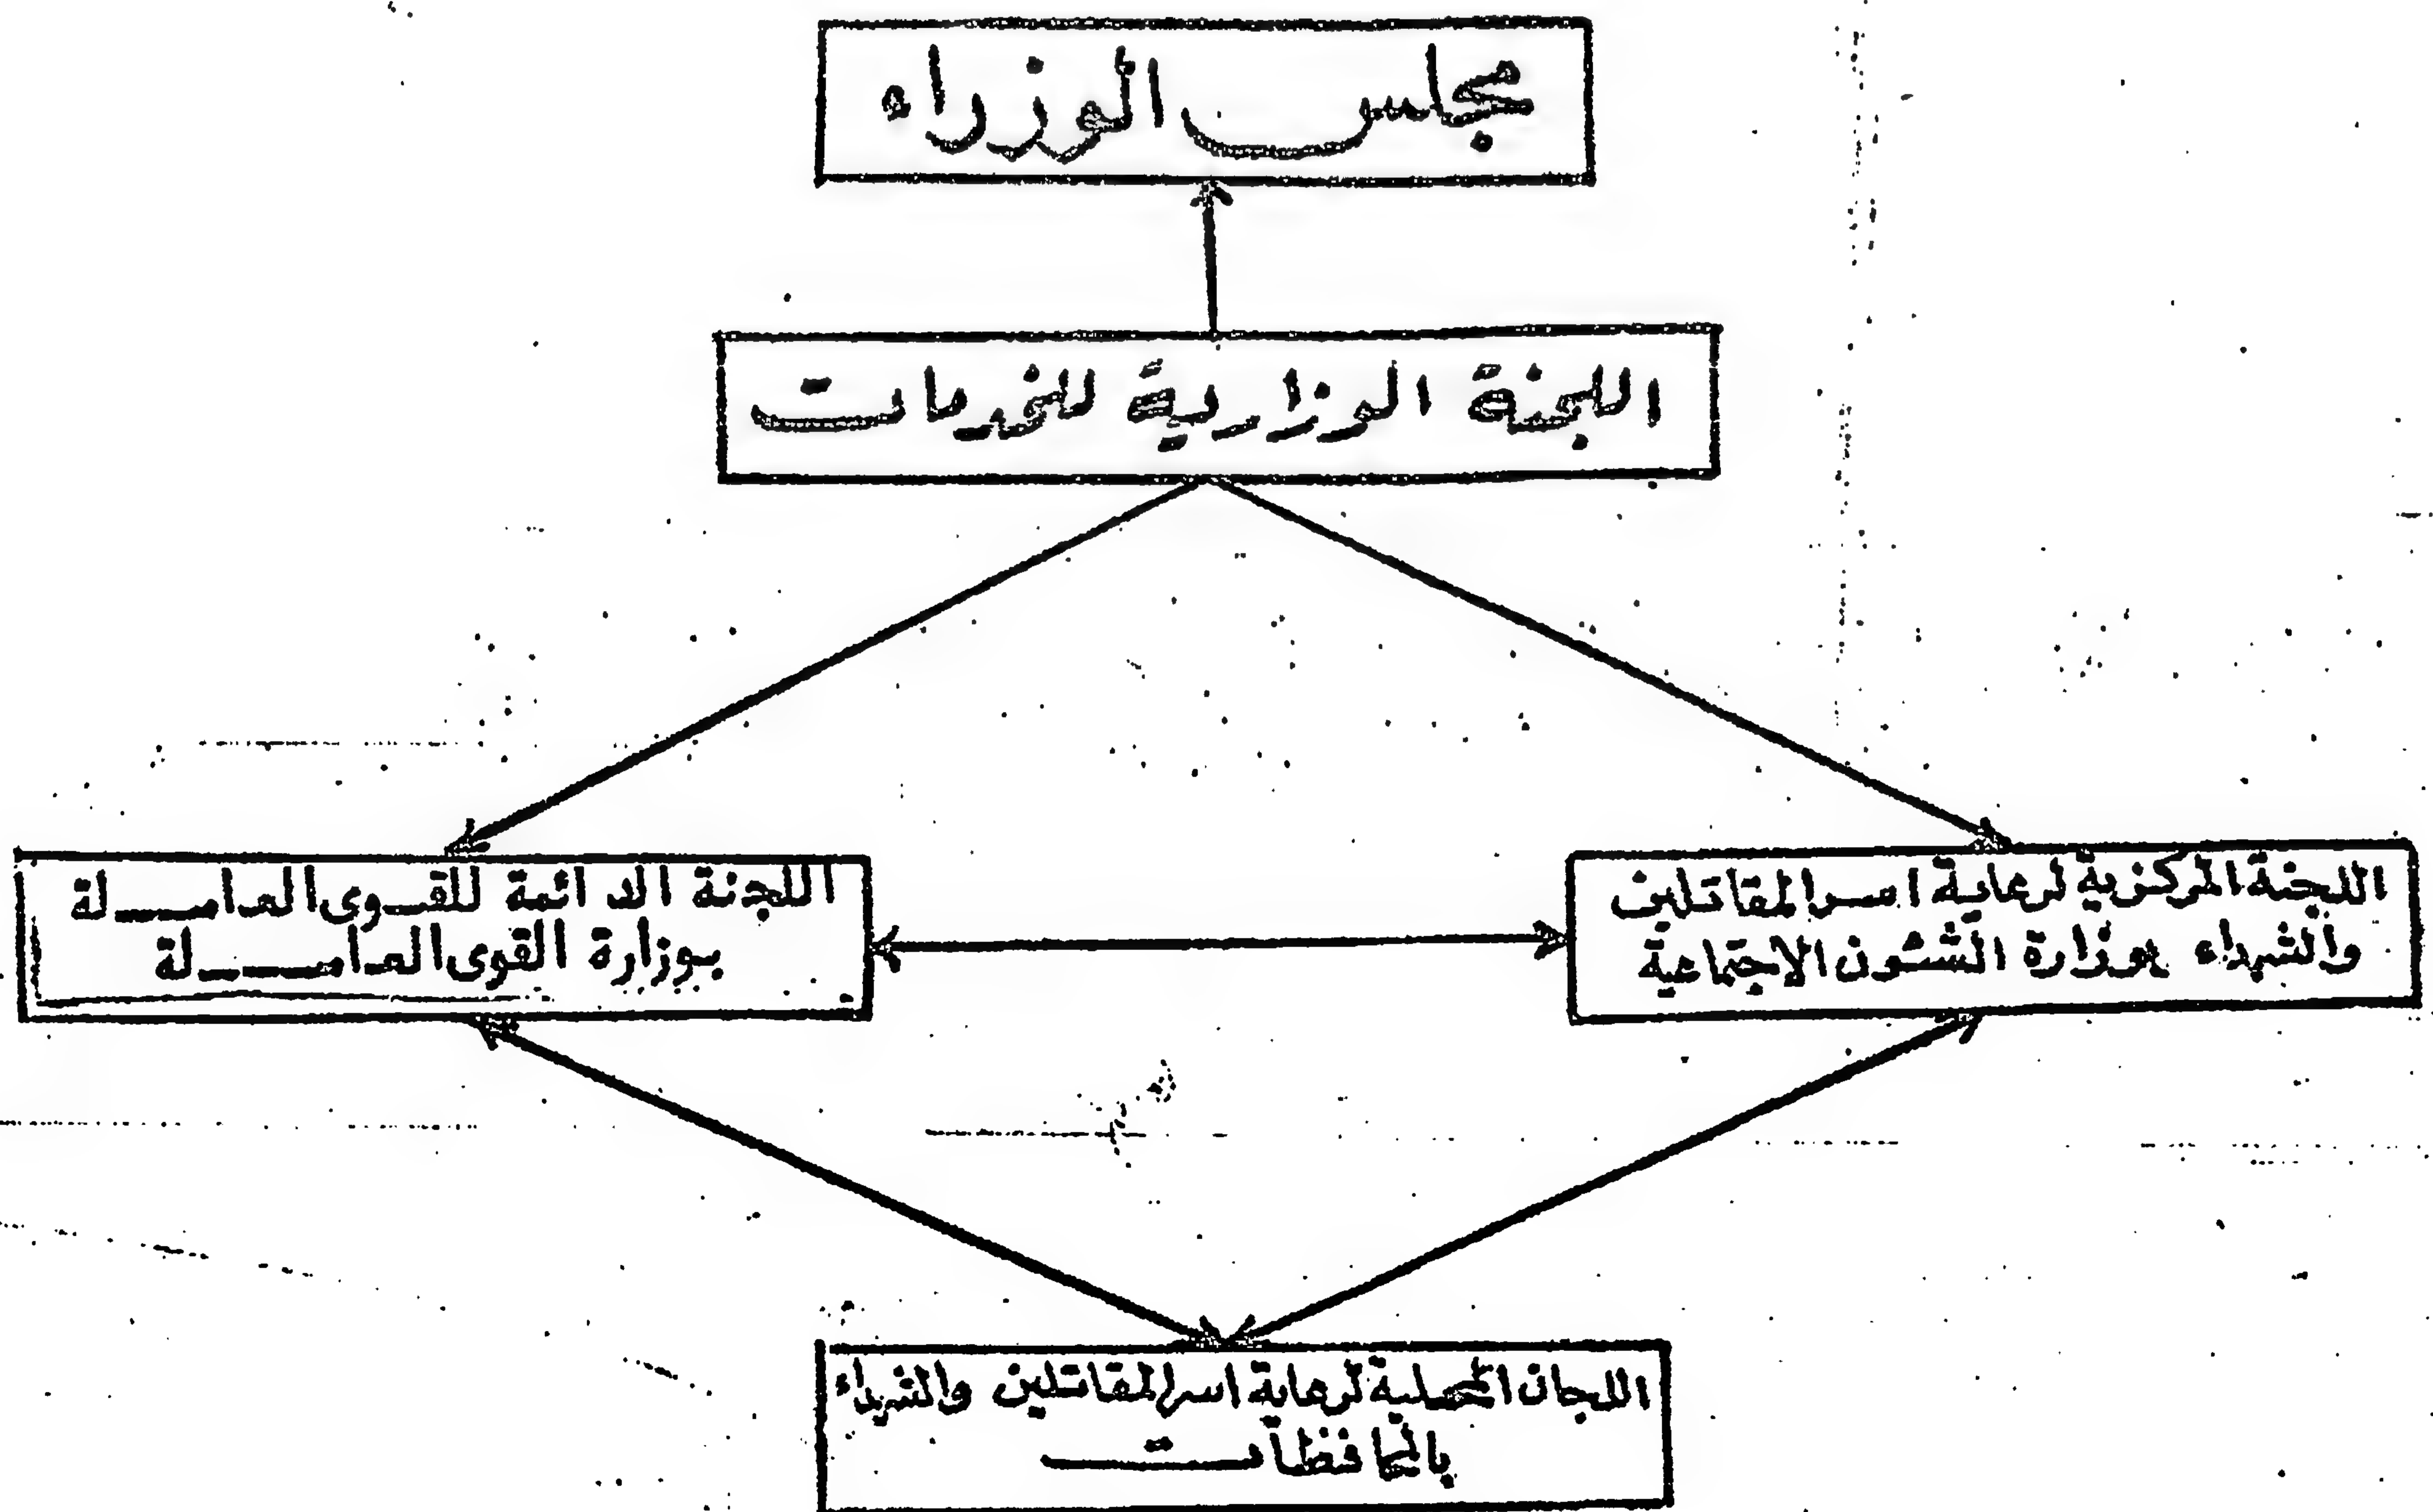 مجلس الوزراء
اللجنة الوزارية للخدمات
اللجنة المركزية لرعاية اسر المقاتلين
والشهداء بوزارة الشئون الاجتماعية
اللجنة الدائمة للقوى العاملة
بوزارة القوى العاملة
اللجان المحلية لرعاية اسر المقاتلين والشهداء
بالمحافظات